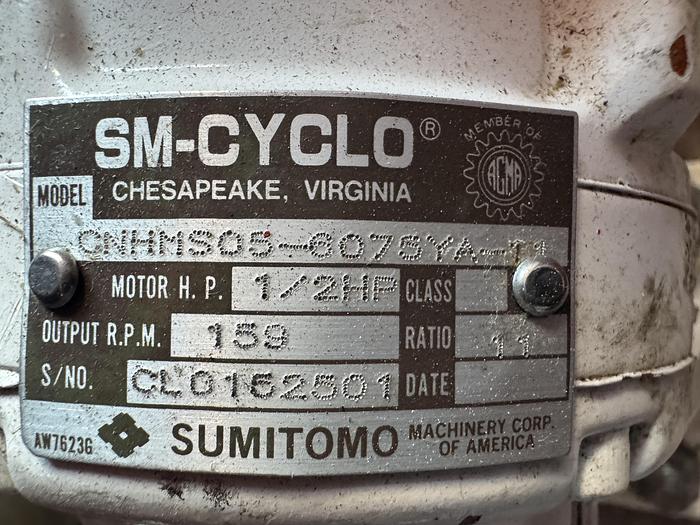 SM-CYCLO®
MEMBER OF
AGMA
MODEL CHESAPEAKE, VIRGINIA
CNHMS05-6075YA-11
MOTOR H. P. 1/2HP CLASS
OUTPUT R.P.M. 159 RATIO 11
S/NO. CL0162501 DATE
AW7623G SUMITOMO MACHINERY CORP.
OF AMERICA